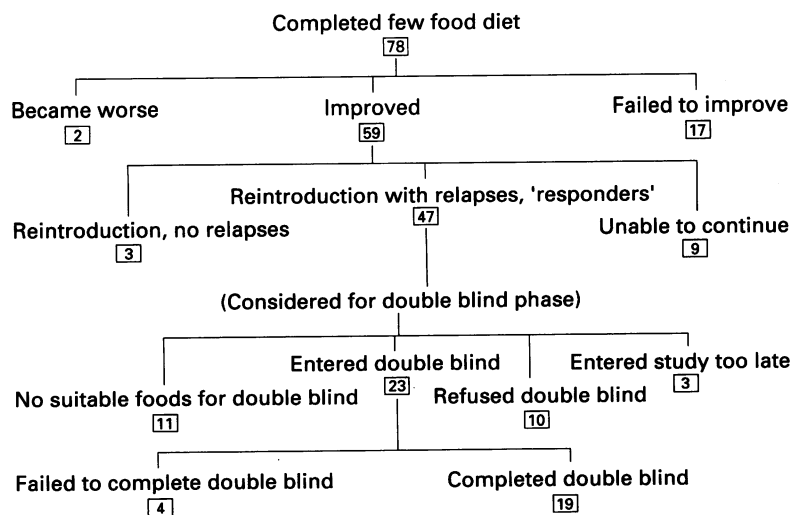 Completed few food diet
78
Became worse
2
Improved
59
Failed to improve
17
Reintroduction, no relapses
3
Reintroduction with relapses, 'responders'
47
Unable to continue
9
(Considered for double blind phase)
No suitable foods for double blind
11
Entered double blind
23
Refused double blind
10
Entered study too late
3
Failed to complete double blind
4
Completed double blind
19